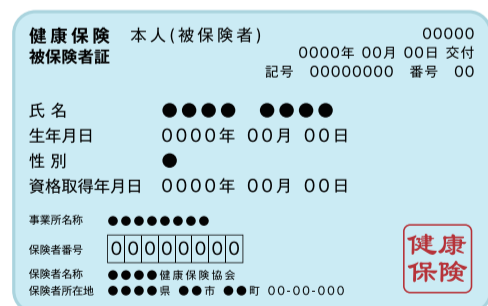 健康保険 本人(被保険者) 00000
被保険者証 0000年 00月 00日 交付
記号 00000000 番号 00
氏名 ●●●● ●●●●
生年月日 0000年 00月 00日
性別 ●
資格取得年月日 0000年 00月 00日
事業所名称 ●●●●●●●●
保険者番号 00000000
保険者名称 ●●●●健康保険協会
保険者所在地 ●●●●県 ●●市 ●●町 00-00-000
健康
保険